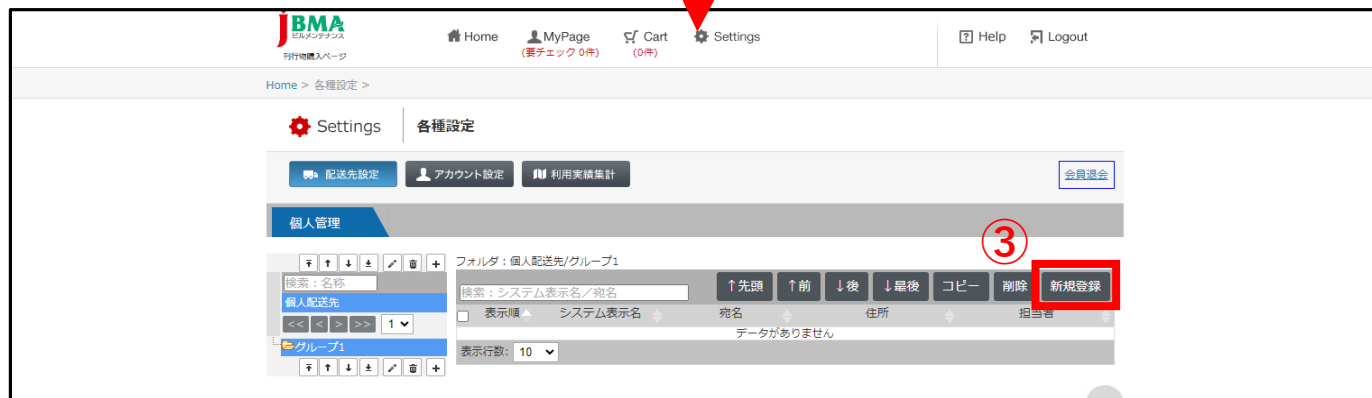 JBMA
ビルメンテナンス
刊行物購入ページ
Home
MyPage
(要チェック 0件)
Cart
(0件)
Settings
? Help
Logout
Home > 各種設定 >
Settings
各種設定
配送先設定
アカウント設定
利用実績集計
会員退会
個人管理
③
フォルダ：個人配送先/グループ1
検索：名称
検索：システム表示名／宛名
↑先頭 ↑前 ↓後 ↓最後 コピー 削除 新規登録
個人配送先
<< < > >> 1
表示順 システム表示名 宛名 住所 担当者
データがありません
グループ1
表示行数: 10